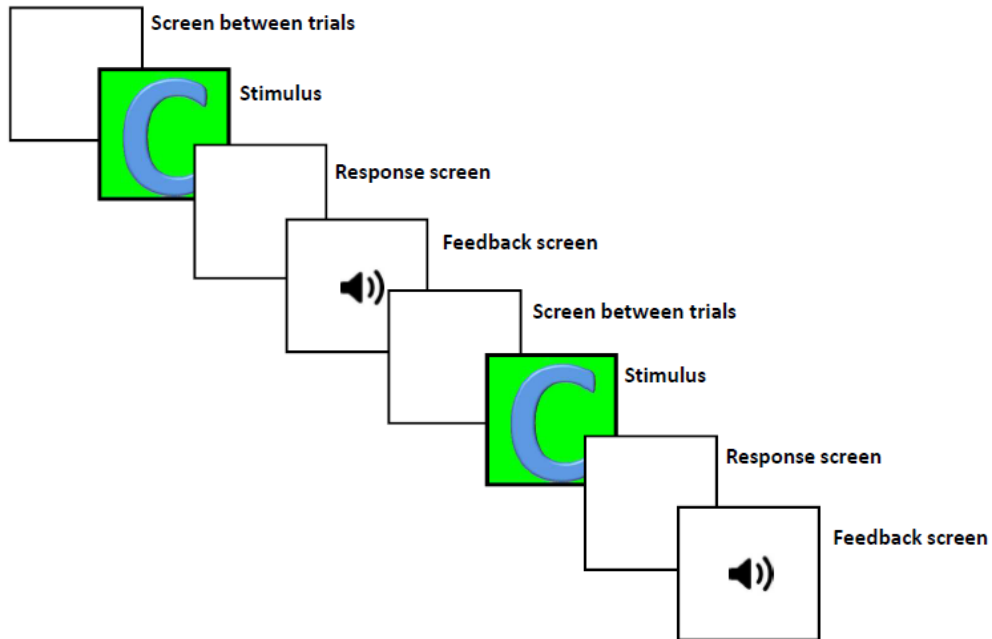 Screen between trials
C
Stimulus
Response screen
Feedback screen
Screen between trials
C
Stimulus
Response screen
Feedback screen